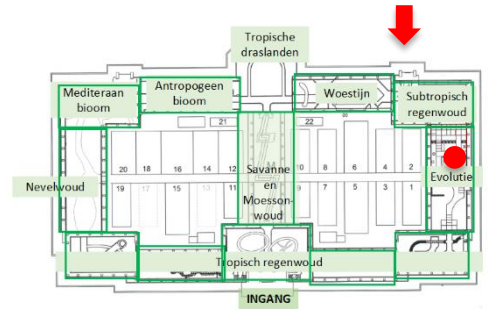 Tropische
draslanden
Mediteraan
bioom
Antropogeen
bioom
Woestijn
Subtropisch
regenwoud
21
22
20 18 16 14 12
10 8 6 4 2
Nevelwoud
Savanne
en
Moesson-
woud
Evolutie
19 17 15 13 11
9 7 5 3 1
Tropisch regenwoud
INGANG